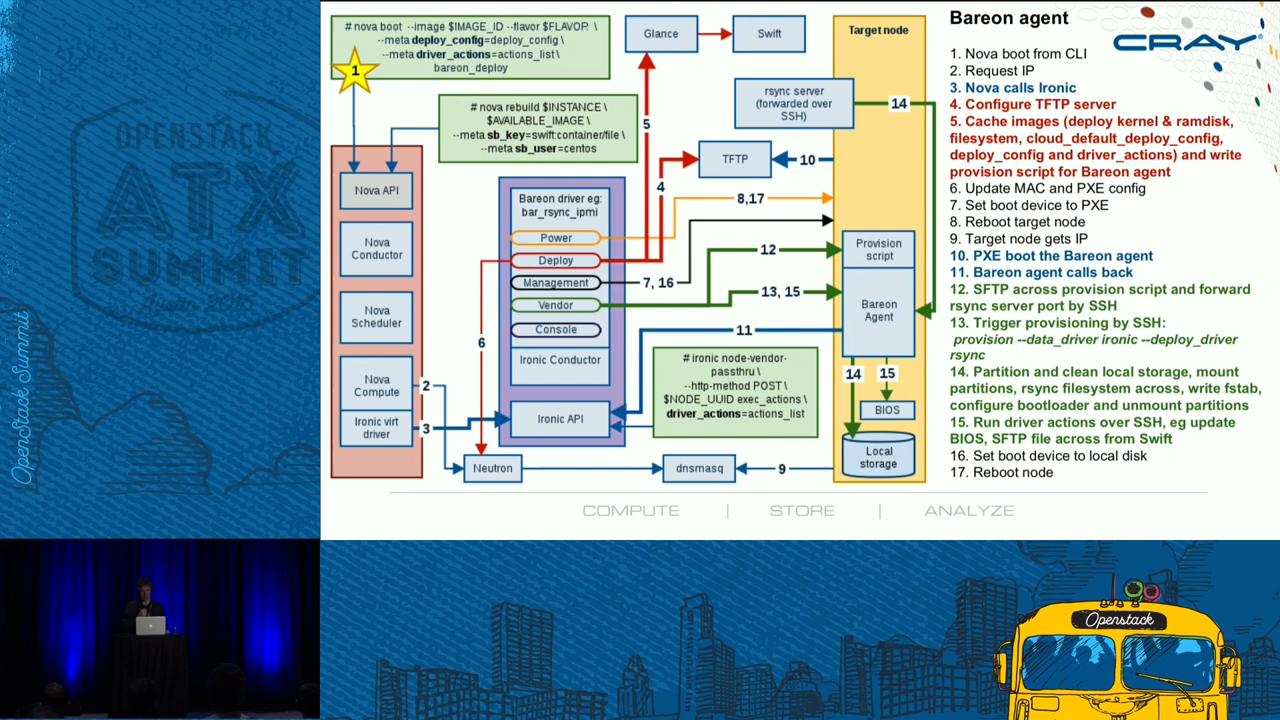 # nova boot --image $IMAGE_ID --flavor $FLAVOR \
--meta deploy_config=deploy_config \
--meta driver_actions=actions_list \
bareon_deploy
1
# nova rebuild $INSTANCE \
$AVAILABLE_IMAGE \
--meta sb_key=swift:container/file \
--meta sb_user=centos
Glance
Swift
Target node
rsync server
(forwarded over
SSH)
14
5
TFTP
10
4
Nova API
Nova
Conductor
Nova
Scheduler
Nova
Compute
Ironic virt
driver
2
3
Bareon driver eg:
bar_rsync_ipmi
Power
Deploy
Management
Vendor
Console
Ironic Conductor
Ironic API
8,17
12
7, 16
13, 15
11
6
Provision
script
Bareon
Agent
# ironic node-vendor-
passthru \
--http-method POST \
$NODE_UUID exec_actions \
driver_actions=actions_list
14
15
BIOS
Local
storage
Neutron
dnsmasq
9
Bareon agent
CRAY
1. Nova boot from CLI
2. Request IP
3. Nova calls Ironic
4. Configure TFTP server
5. Cache images (deploy kernel & ramdisk,
filesystem, cloud_default_deploy_config,
deploy_config and driver_actions) and write
provision script for Bareon agent
6. Update MAC and PXE config
7. Set boot device to PXE
8. Reboot target node
9. Target node gets IP
10. PXE boot the Bareon agent
11. Bareon agent calls back
12. SFTP across provision script and forward
rsync server port by SSH
13. Trigger provisioning by SSH:
provision --data_driver ironic --deploy_driver
rsync
14. Partition and clean local storage, mount
partitions, rsync filesystem across, write fstab,
configure bootloader and unmount partitions
15. Run driver actions over SSH, eg update
BIOS, SFTP file across from Swift
16. Set boot device to local disk
17. Reboot node
COMPUTE | STORE | ANALYZE
OpenStack Summit
OPENSTACK
ATX
SUMMIT
Openstack